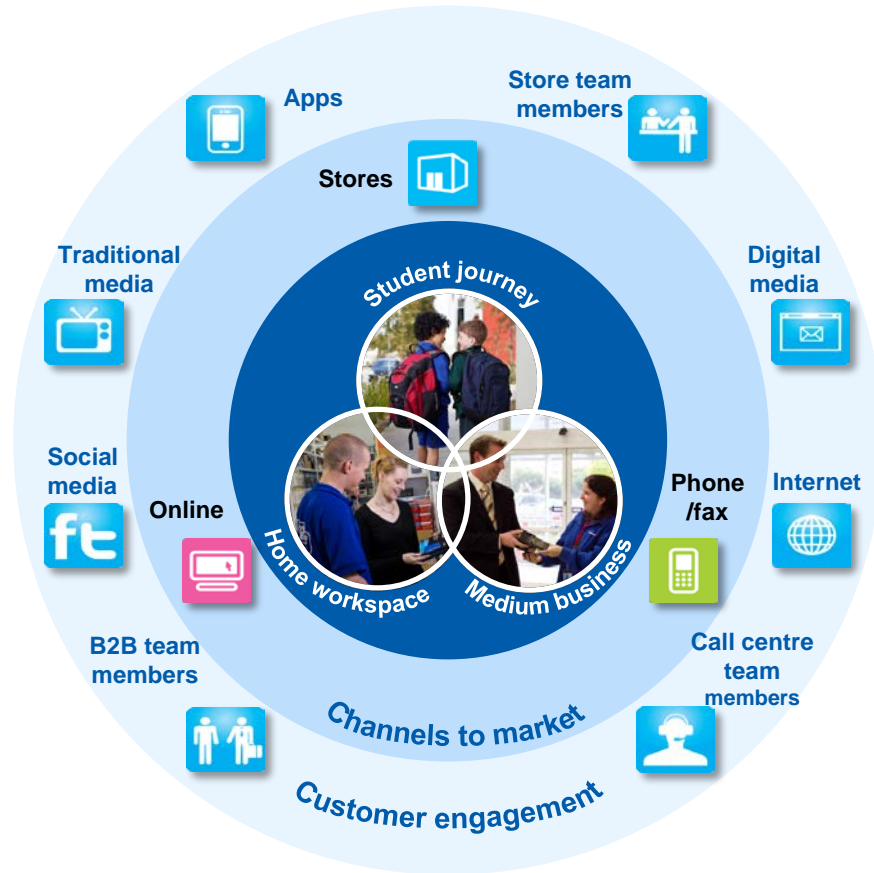 Apps
Store team
members
Stores
Traditional
media
Digital
media
Student journey
Social
media
Online
Phone
/fax
Internet
Home workspace
Medium business
B2B team
members
Call centre
team
members
Channels to market
Customer engagement